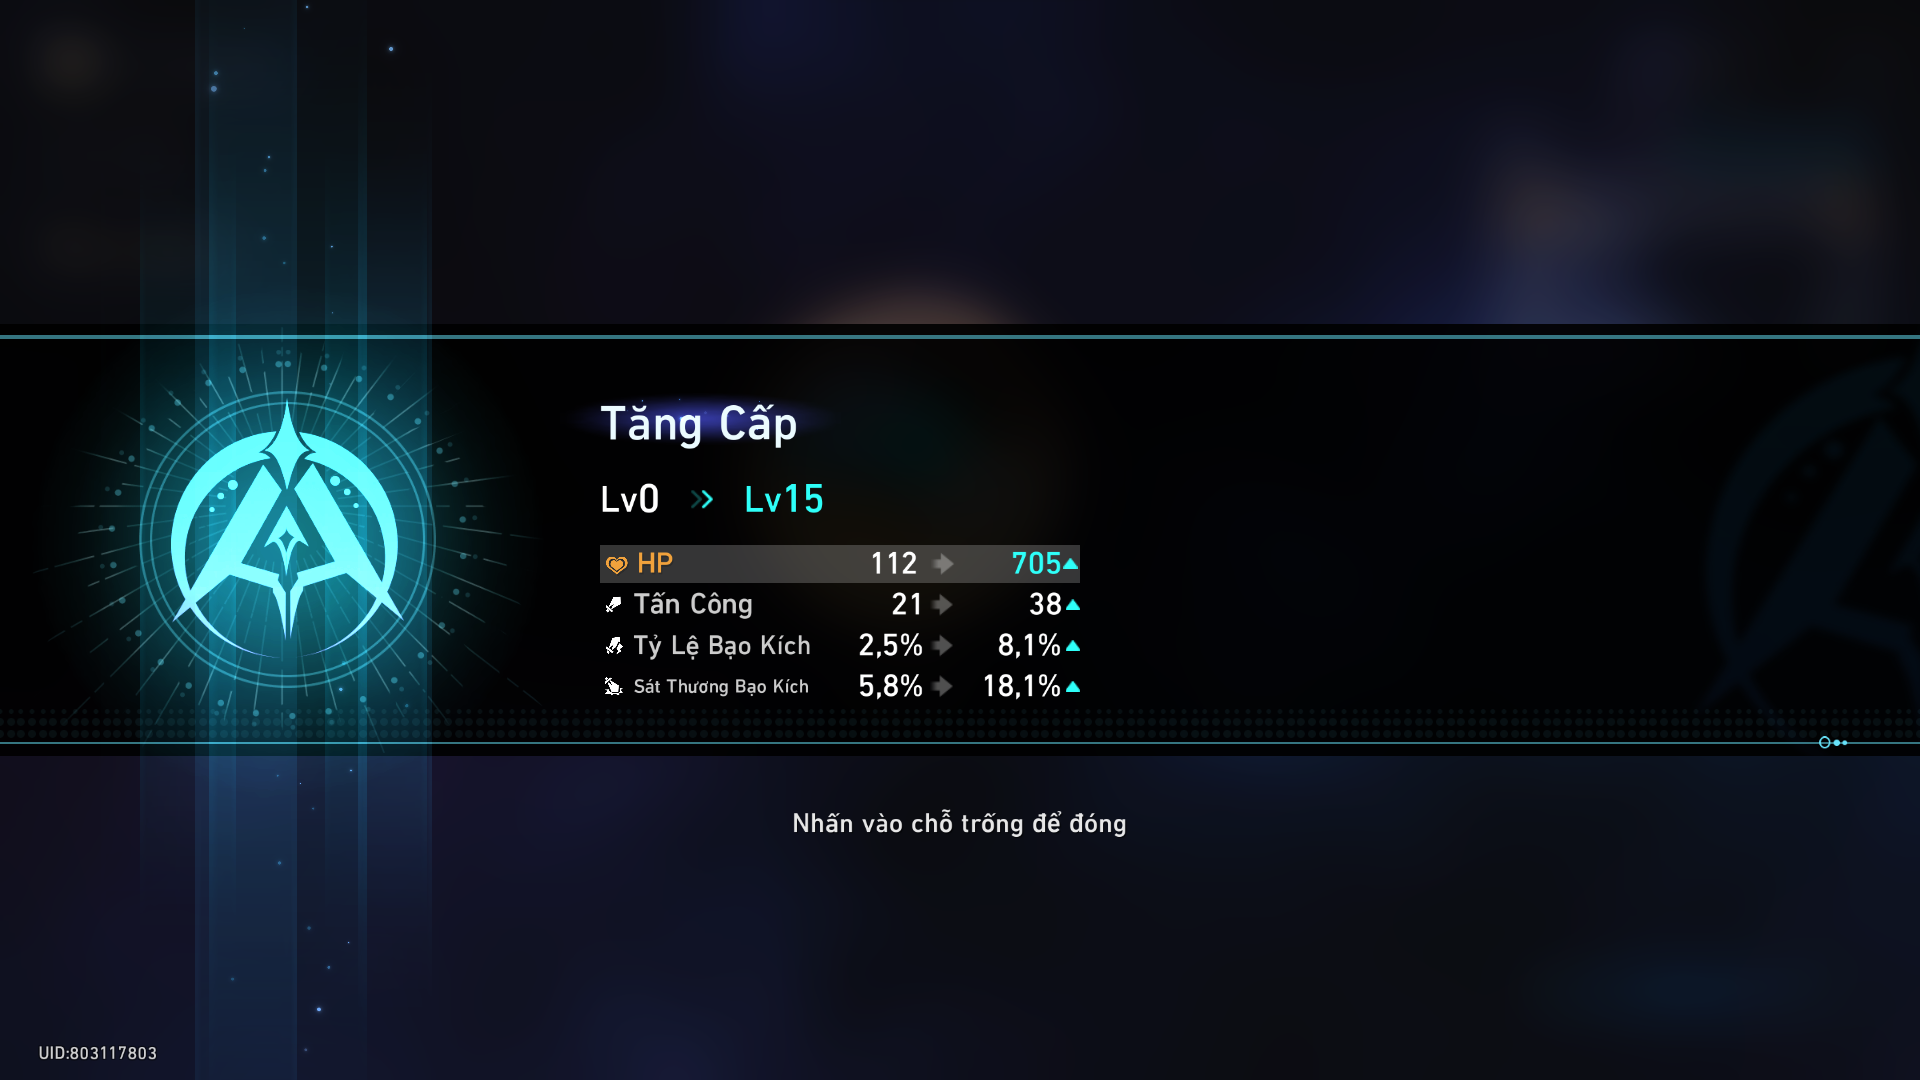 Tăng Cấp
Lv0 Lv15
HP 112 705
Tấn Công 21 38
Tỷ Lệ Bạo Kích 2,5% 8,1%
Sát Thương Bạo Kích 5,8% 18,1%
Nhấn vào chỗ trống để đóng
UID:803117803